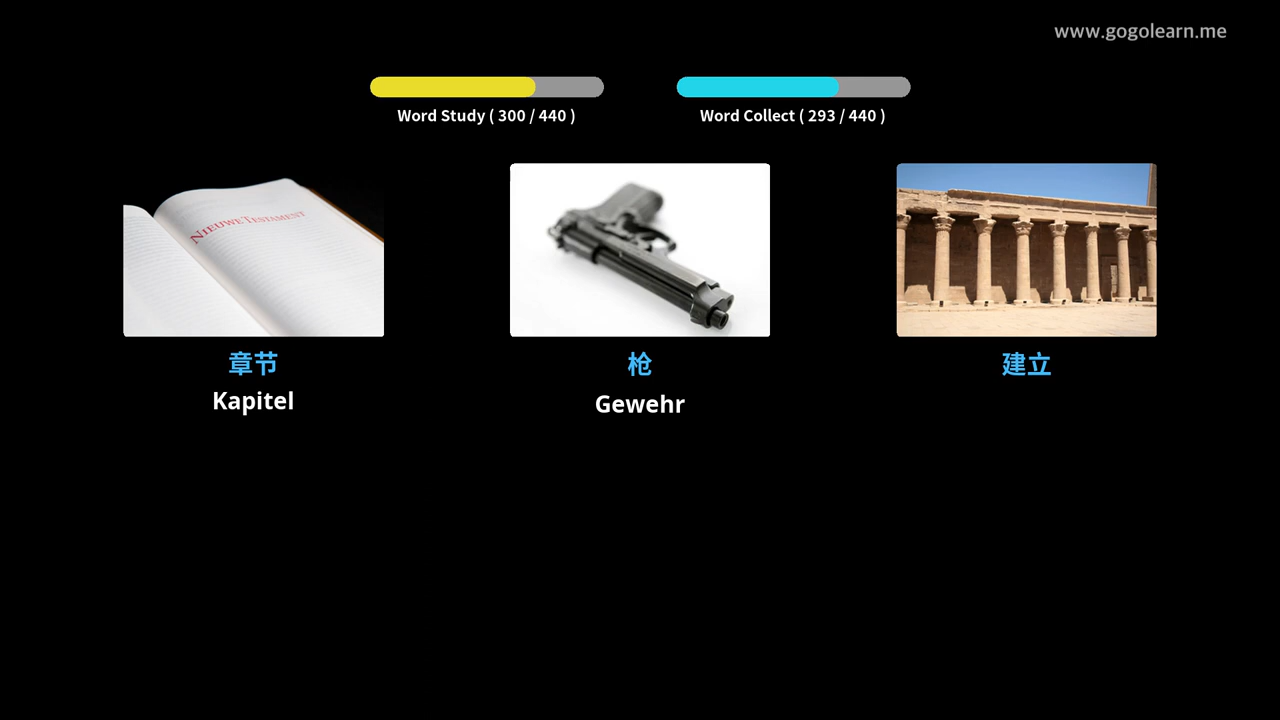 www.gogolearn.me
Word Study ( 300 / 440 )
Word Collect ( 293 / 440 )
NIEUWE TESTAMENT
章节
枪
建立
Kapitel
Gewehr